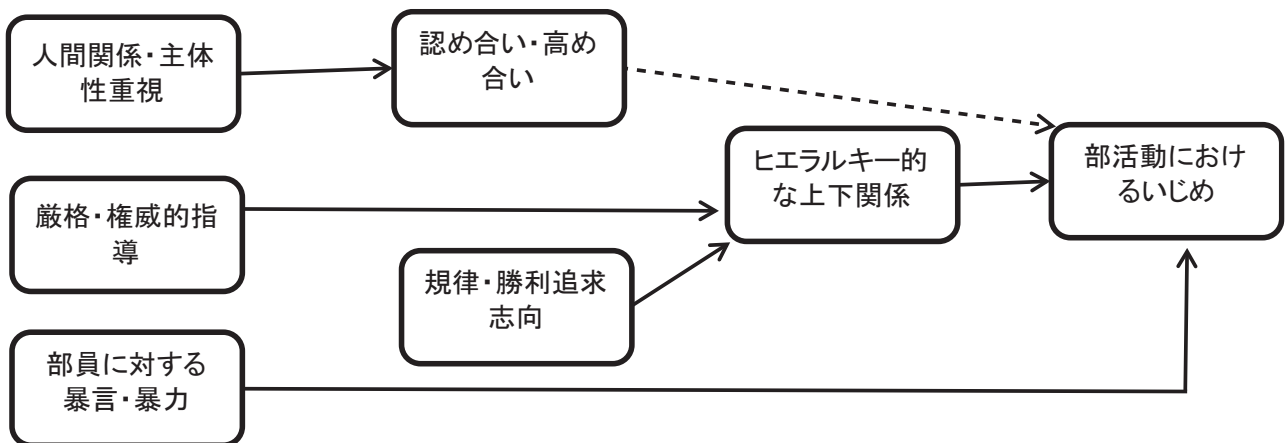 人間関係・主体
性重視
認め合い・高め
合い
ヒエラルキー的
な上下関係
部活動におけ
るいじめ
厳格・権威的指
導
規律・勝利追求
志向
部員に対する
暴言・暴力